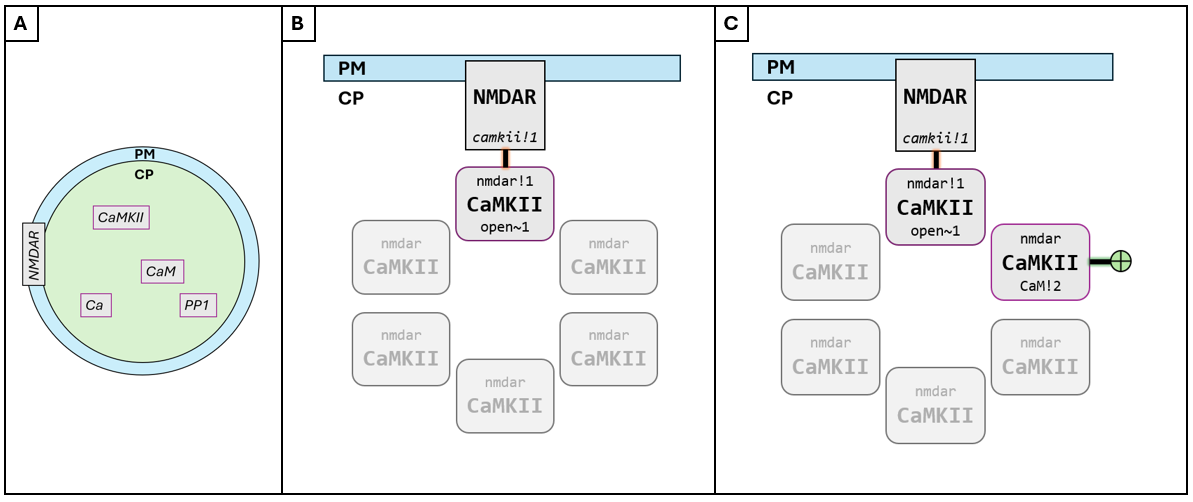 A
PM
CP
CaMKII
NMDAR
CaM
Ca
PP1
B
PM
CP
NMDAR
camkii!1
nmdar!1
CaMKII
open~1
nmdar
CaMKII
nmdar
CaMKII
nmdar
CaMKII
nmdar
CaMKII
nmdar
CaMKII
C
PM
CP
NMDAR
camkii!1
nmdar!1
CaMKII
open~1
nmdar
CaMKII
nmdar
CaMKII
CaM!2
nmdar
CaMKII
nmdar
CaMKII
nmdar
CaMKII